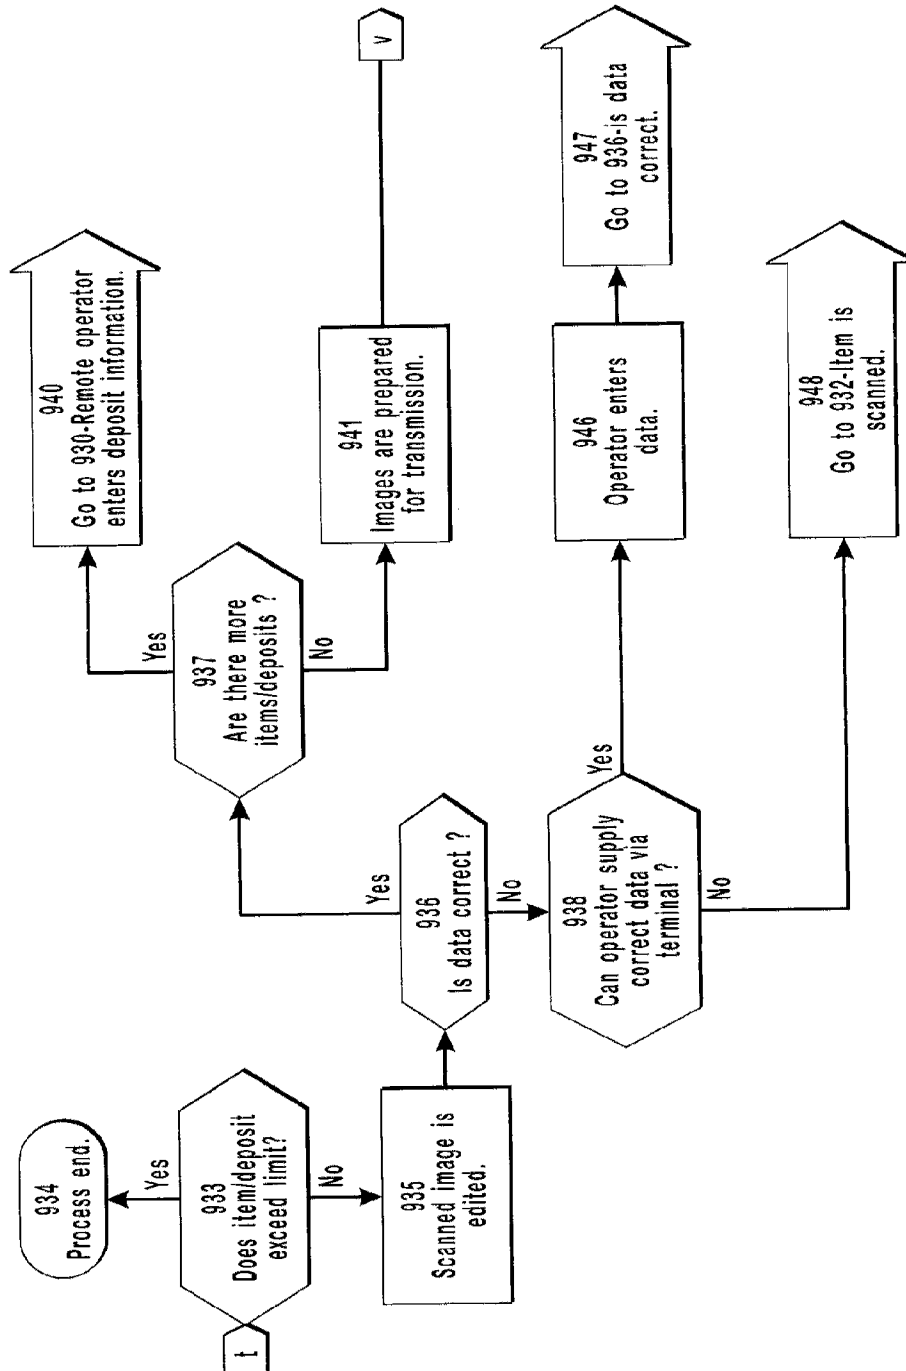 t
933
Does item/deposit
exceed limit?
Yes
934
Process end.
No
935
Scanned image is
edited.
936
Is data correct ?
Yes
937
Are there more
items/deposits ?
Yes
940
Go to 930-Remote operator
enters deposit information.
No
941
Images are prepared
for transmission.
v
No
938
Can operator supply
correct data via
terminal ?
Yes
946
Operator enters
data.
947
Go to 936-is data
correct.
No
948
Go to 932-Item is
scanned.